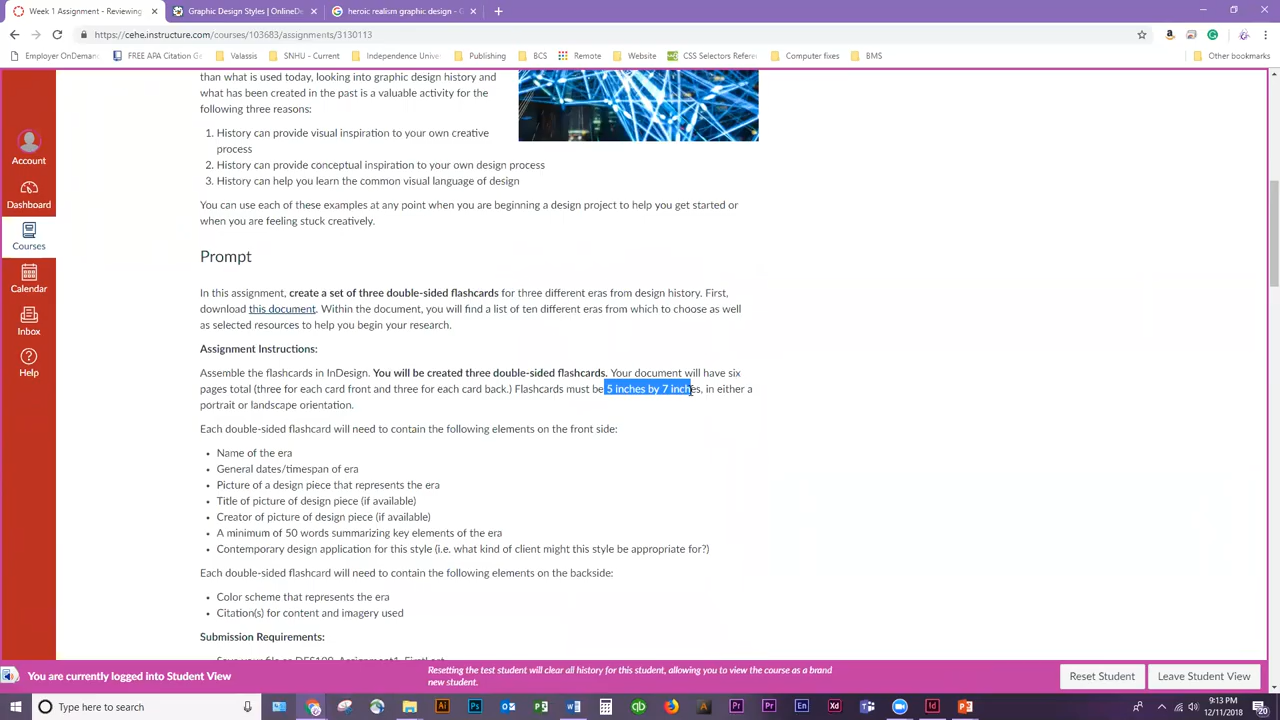 Week 1 Assignment - Reviewing
Graphic Design Styles | OnlineDe
heroic realism graphic design - G
https://cehe.instructure.com/courses/103683/assignments/3130113
Employer OnDeman
FREE APA Citation Ge
Valassis
SNHU - Current
Independence Unive
Publishing
BCS
Remote
Website
CSS Selectors Refere
Computer fixes
BMS
Other bookmarks
Account
Dashboard
Courses
Calendar
Inbox
Help
than what is used today, looking into graphic design history and
what has been created in the past is a valuable activity for the
following three reasons:
1. History can provide visual inspiration to your own creative
process
2. History can provide conceptual inspiration to your own design process
3. History can help you learn the common visual language of design
You can use each of these examples at any point when you are beginning a design project to help you get started or
when you are feeling stuck creatively.
Prompt
In this assignment, create a set of three double-sided flashcards for three different eras from design history. First,
download this document. Within the document, you will find a list of ten different eras from which to choose as well
as selected resources to help you begin your research.
Assignment Instructions:
Assemble the flashcards in InDesign. You will be created three double-sided flashcards. Your document will have six
pages total (three for each card front and three for each card back.) Flashcards must be 5 inches by 7 inches, in either a
portrait or landscape orientation.
Each double-sided flashcard will need to contain the following elements on the front side:
• Name of the era
• General dates/timespan of era
• Picture of a design piece that represents the era
• Title of picture of design piece (if available)
• Creator of picture of design piece (if available)
• A minimum of 50 words summarizing key elements of the era
• Contemporary design application for this style (i.e. what kind of client might this style be appropriate for?)
Each double-sided flashcard will need to contain the following elements on the backside:
• Color scheme that represents the era
• Citation(s) for content and imagery used
Submission Requirements:
You are currently logged into Student View
Resetting the test student will clear all history for this student, allowing you to view the course as a brand
new student.
Reset Student
Leave Student View
Type here to search
9:13 PM
12/11/2018